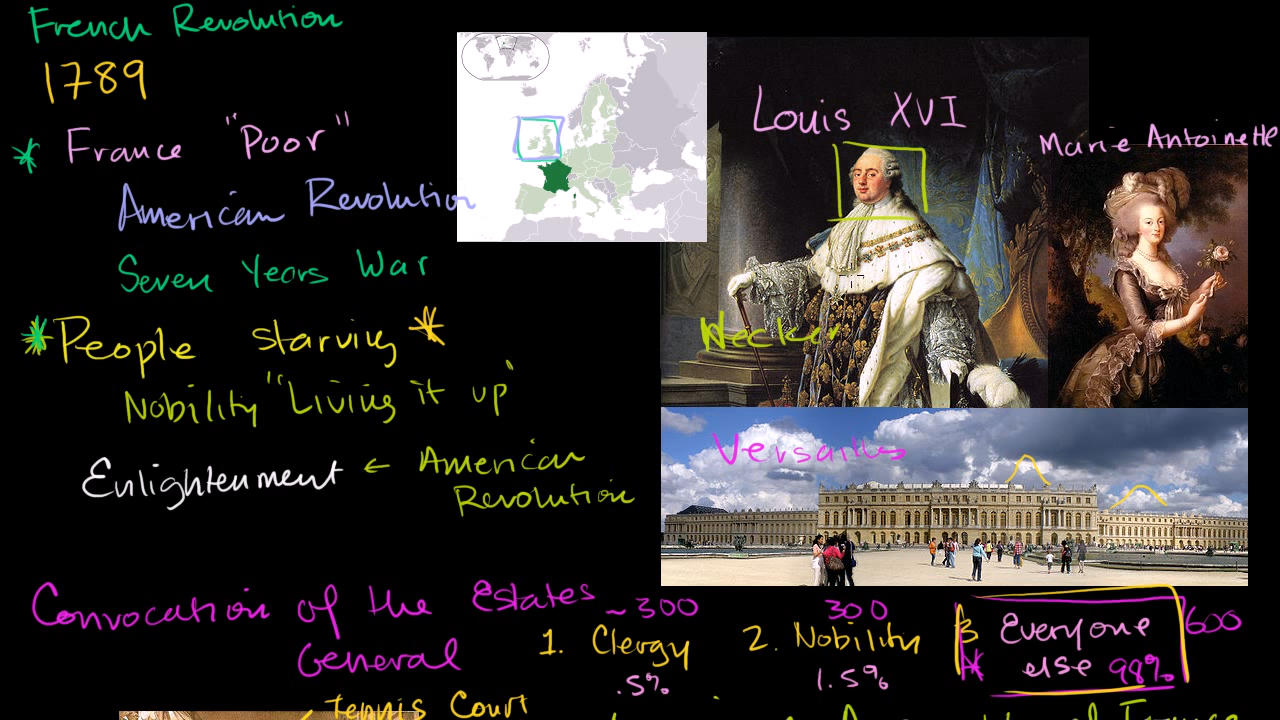 French Revolution
1789
* France "Poor"
American Revolution
Seven Years War
* People starving *
Nobility "Living it up"
Enlightenment ← American
Revolution
Louis XVI
Marie Antoinette
Necker
Versailles
Convocation of the Estates
General
~300
1. Clergy
.5%
300
2. Nobility
1.5%
3 Everyone
else 98%
600
Tennis Court